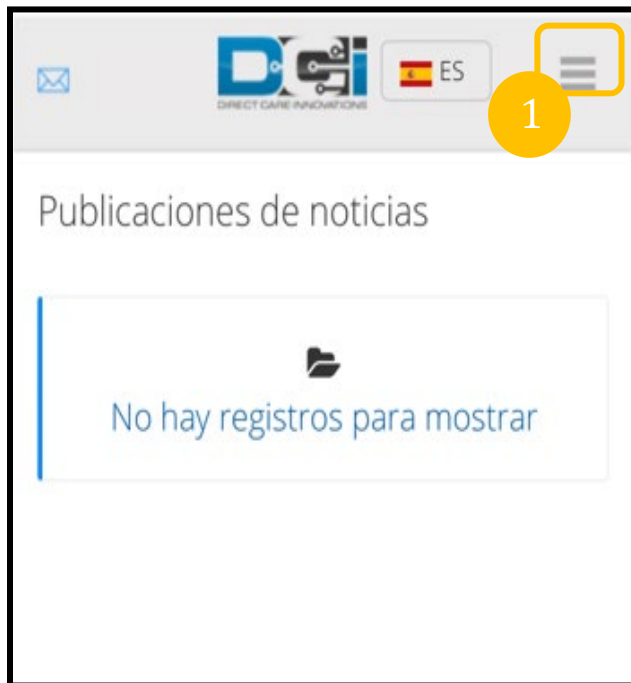 DCi
DIRECT CARE INNOVATIONS
ES
1
Publicaciones de noticias
No hay registros para mostrar